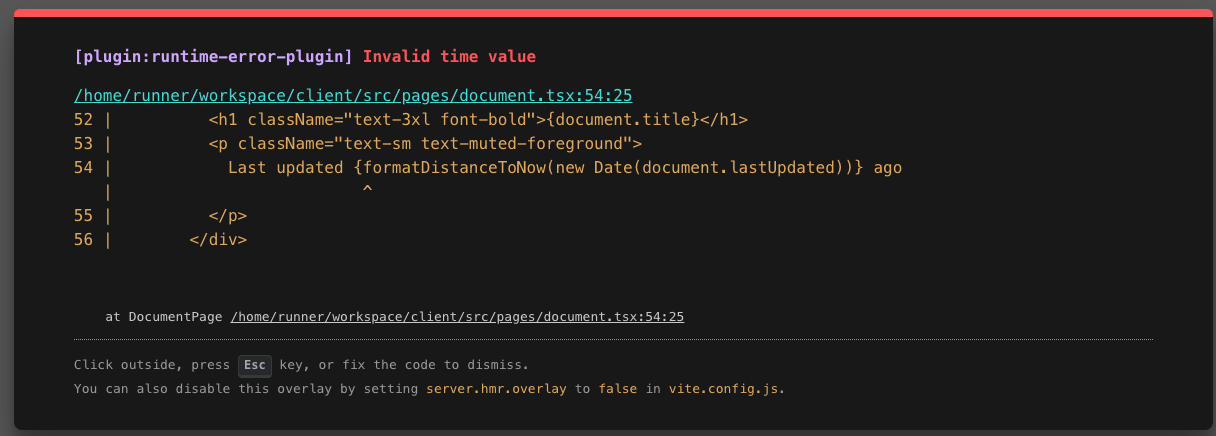 [plugin:runtime-error-plugin] Invalid time value
/home/runner/workspace/client/src/pages/document.tsx:54:25
52 |          <h1 className="text-3xl font-bold">{document.title}</h1>
53 |          <p className="text-sm text-muted-foreground">
54 |            Last updated {formatDistanceToNow(new Date(document.lastUpdated))} ago
   |                          ^
55 |          </p>
56 |        </div>
at DocumentPage /home/runner/workspace/client/src/pages/document.tsx:54:25
Click outside, press Esc key, or fix the code to dismiss.
You can also disable this overlay by setting server.hmr.overlay to false in vite.config.js.